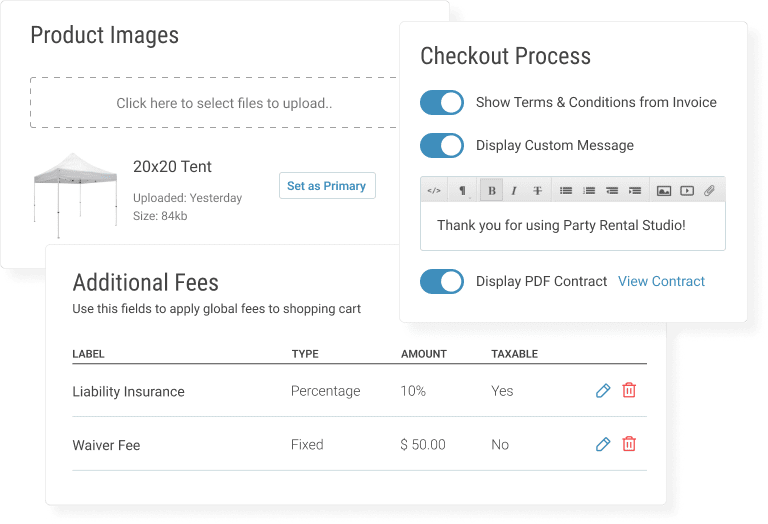 Product Images
Click here to select files to upload..
20x20 Tent
Uploaded: Yesterday
Size: 84kb
Set as Primary
Checkout Process
Show Terms & Conditions from Invoice
Display Custom Message
</> ¶ B I T
Thank you for using Party Rental Studio!
Display PDF Contract View Contract
Additional Fees
Use this fields to apply global fees to shopping cart
LABEL TYPE AMOUNT TAXABLE
Liability Insurance Percentage 10% Yes
Waiver Fee Fixed $ 50.00 No